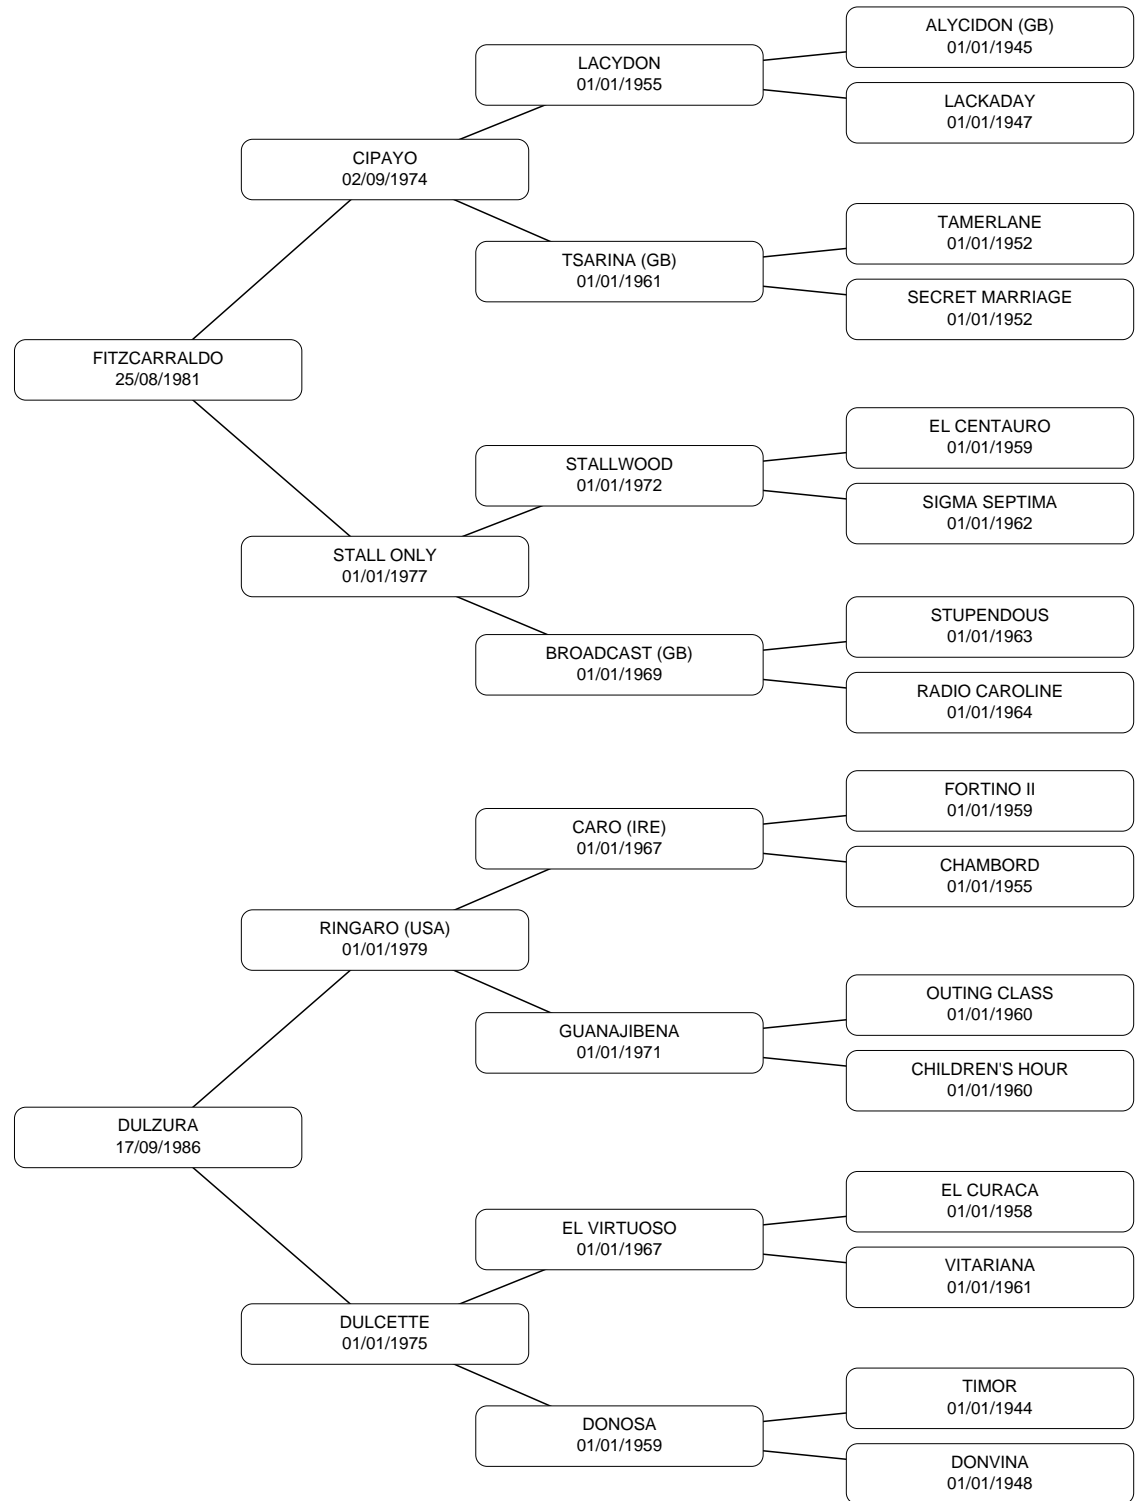 ALYCIDON (GB)
01/01/1945
LACYDON
01/01/1955
LACKADAY
01/01/1947
CIPAYO
02/09/1974
TAMERLANE
01/01/1952
TSARINA (GB)
01/01/1961
SECRET MARRIAGE
01/01/1952
FITZCARRALDO
25/08/1981
EL CENTAURO
01/01/1959
STALLWOOD
01/01/1972
SIGMA SEPTIMA
01/01/1962
STALL ONLY
01/01/1977
STUPENDOUS
01/01/1963
BROADCAST (GB)
01/01/1969
RADIO CAROLINE
01/01/1964
FORTINO II
01/01/1959
CARO (IRE)
01/01/1967
CHAMBORD
01/01/1955
RINGARO (USA)
01/01/1979
OUTING CLASS
01/01/1960
GUANAJIBENA
01/01/1971
CHILDREN'S HOUR
01/01/1960
DULZURA
17/09/1986
EL CURACA
01/01/1958
EL VIRTUOSO
01/01/1967
VITARIANA
01/01/1961
DULCETTE
01/01/1975
TIMOR
01/01/1944
DONOSA
01/01/1959
DONVINA
01/01/1948